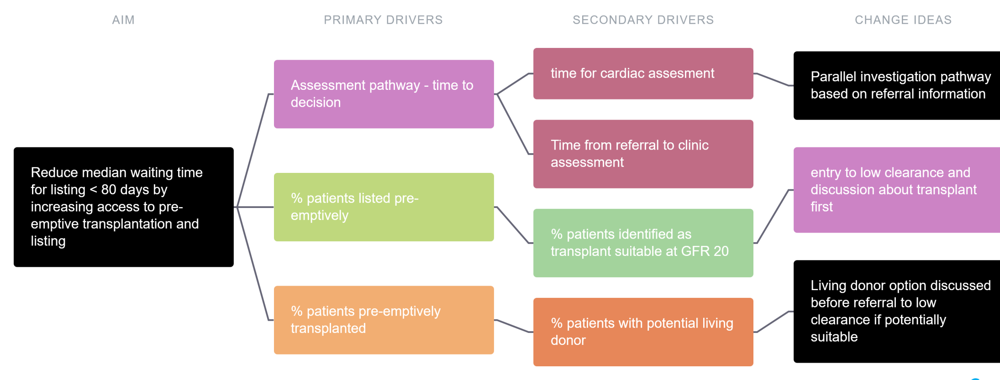 AIM
PRIMARY DRIVERS
SECONDARY DRIVERS
CHANGE IDEAS
Reduce median waiting time
for listing < 80 days by
increasing access to pre-
emptive transplantation and
listing
Assessment pathway - time to
decision
% patients listed pre-
emptively
% patients pre-emptively
transplanted
time for cardiac assesment
Time from referral to clinic
assessment
% patients identified as
transplant suitable at GFR 20
% patients with potential living
donor
Parallel investigation pathway
based on referral information
entry to low clearance and
discussion about transplant
first
Living donor option discussed
before referral to low
clearance if potentially
suitable